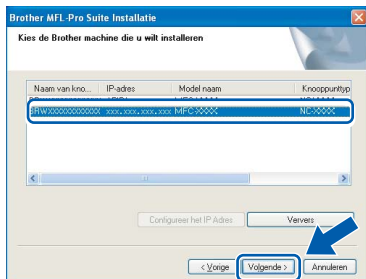 Brother MFL-Pro Suite Installatie
Kies de Brother machine die u wilt installeren
Naam van kno... IP-adres Model naam Knooppunttyp
BRWXXXXXXXXXXXX xxx.xxx.xxx.xxx MFC-XXXX NC-XXXX
Configureer het IP Adres Ververs
< Vorige Volgende > Annuleren